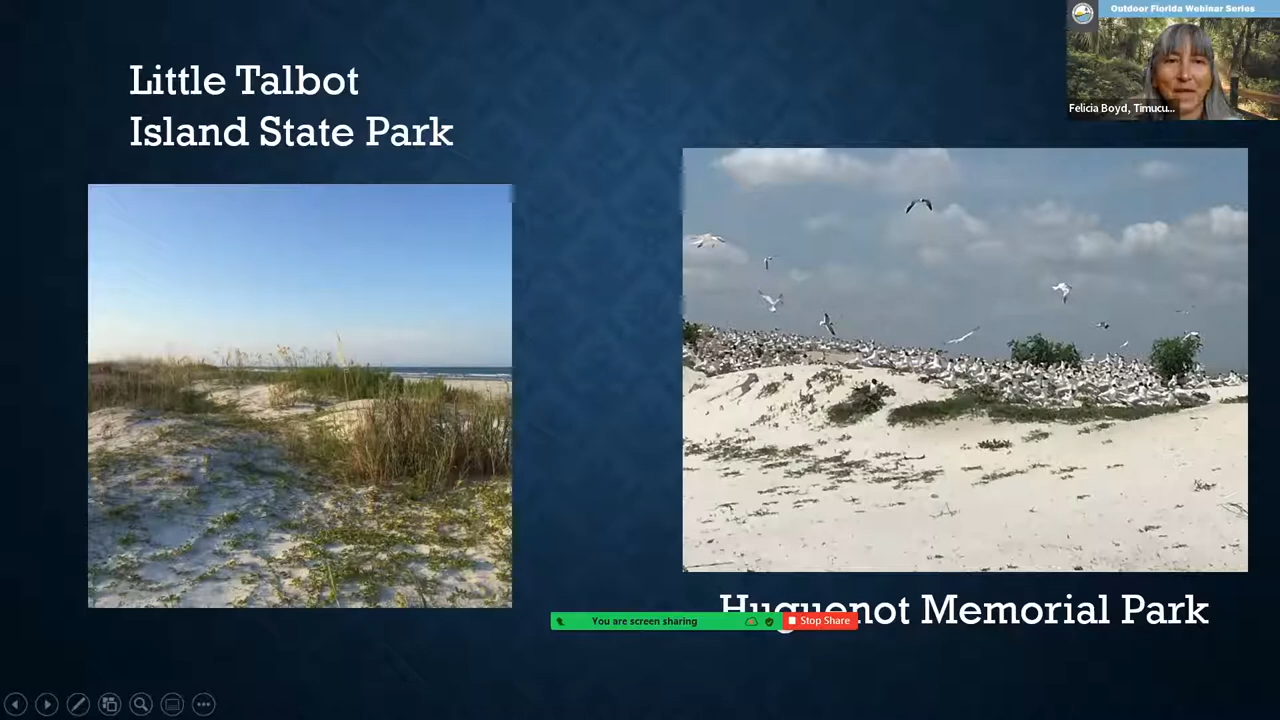 Outdoor Florida Webinar Series
Little Talbot
Island State Park
Felicia Boyd, Timucu...
Huguenot Memorial Park
You are screen sharing
Stop Share